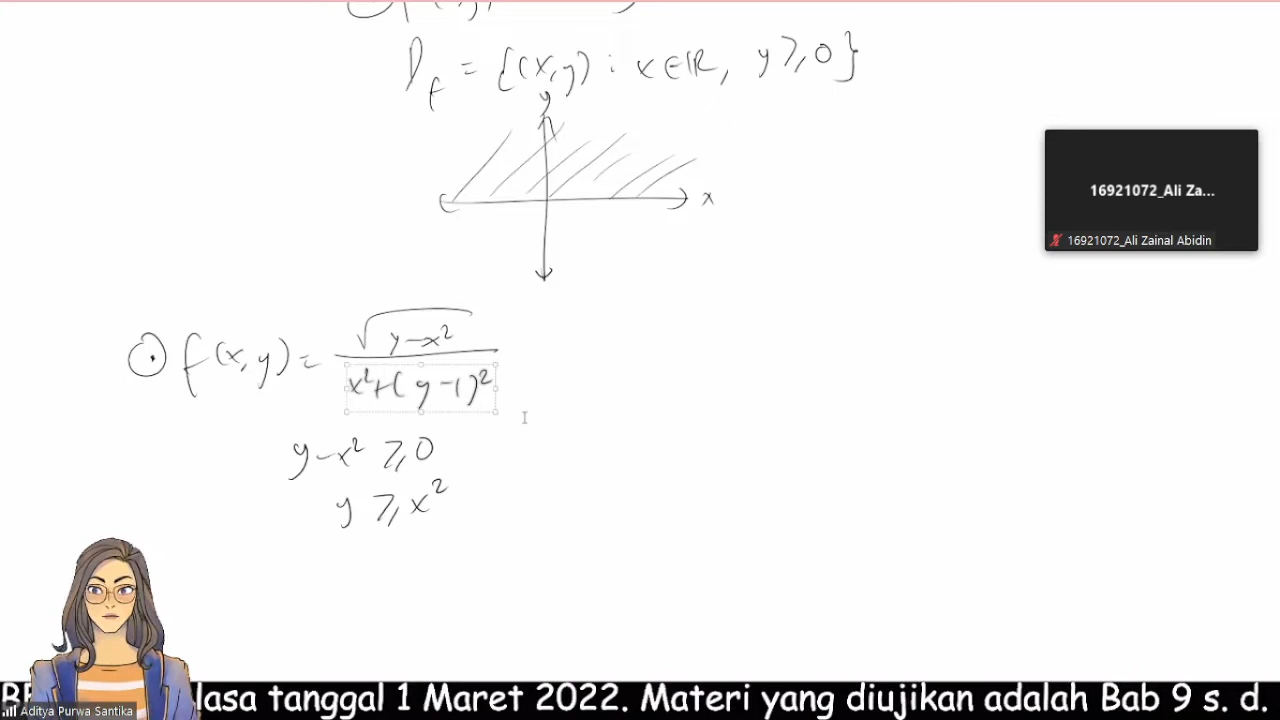 D_f = {(x,y) : x ∈ ℝ, y ≥ 0}
y
x
16921072_Ali Za...
16921072_Ali Zainal Abidin
⊙ f(x,y) = √(y-x²) / (x²+(y-1)²)
y-x² ≥ 0
y ≥ x²
lasa tanggal 1 Maret 2022. Materi yang diujikan adalah Bab 9 s. d.
Aditya Purwa Santika